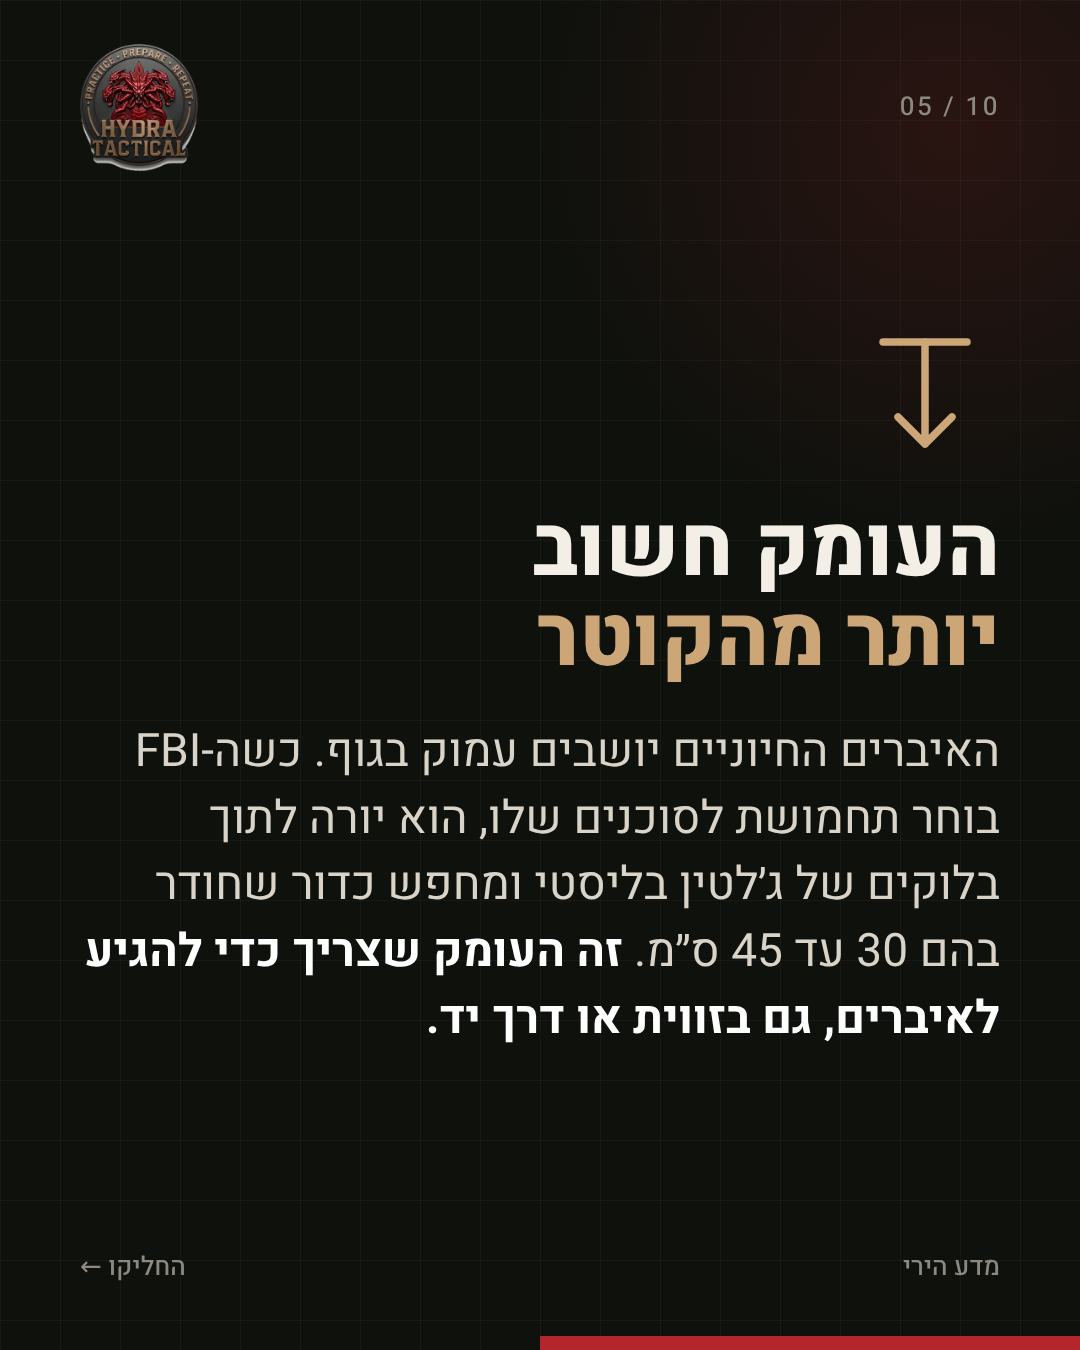 PRACTICE · PREPARE · REPEAT
HYDRA
TACTICAL
05 / 10
העומק חשוב
יותר מהקוטר
האיברים החיוניים יושבים עמוק בגוף. כשה-FBI
בוחר תחמושת לסוכנים שלו, הוא יורה לתוך
בלוקים של ג׳לטין בליסטי ומחפש כדור שחודר
בהם 30 עד 45 ס״מ. זה העומק שצריך כדי להגיע
לאיברים, גם בזווית או דרך יד.
מדע הירי
החליקו ←